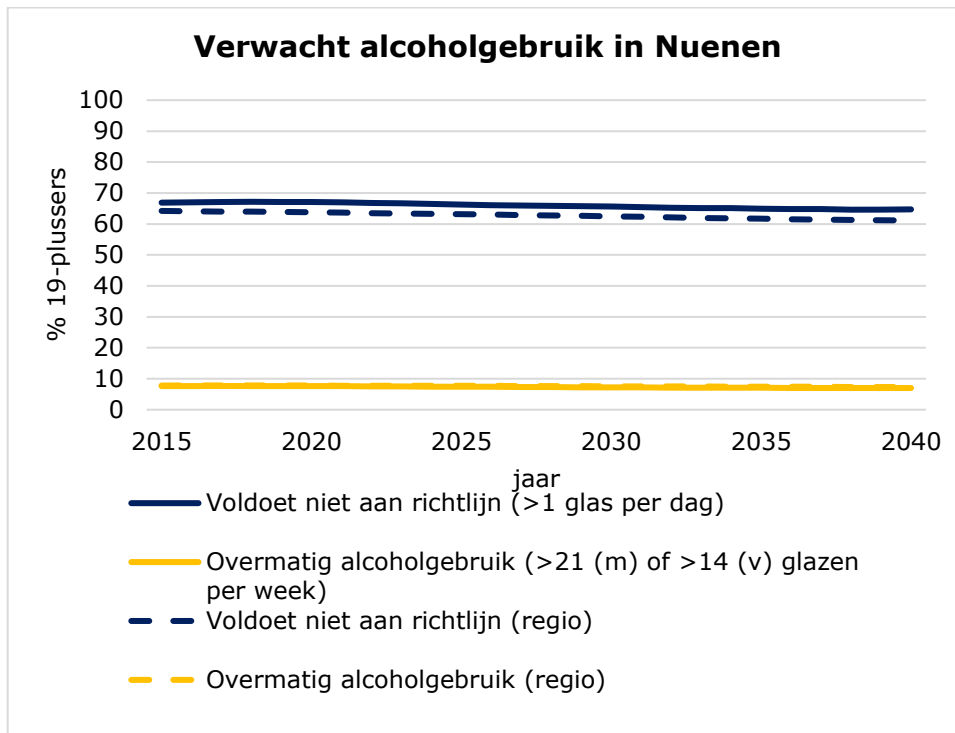 Verwacht alcoholgebruik in Nuenen
100
90
80
70
60
50
40
30
20
10
0
% 19-plussers
2015 2020 2025 2030 2035 2040
jaar
Voldoet niet aan richtlijn (>1 glas per dag)
Overmatig alcoholgebruik (>21 (m) of >14 (v) glazen
per week)
Voldoet niet aan richtlijn (regio)
Overmatig alcoholgebruik (regio)